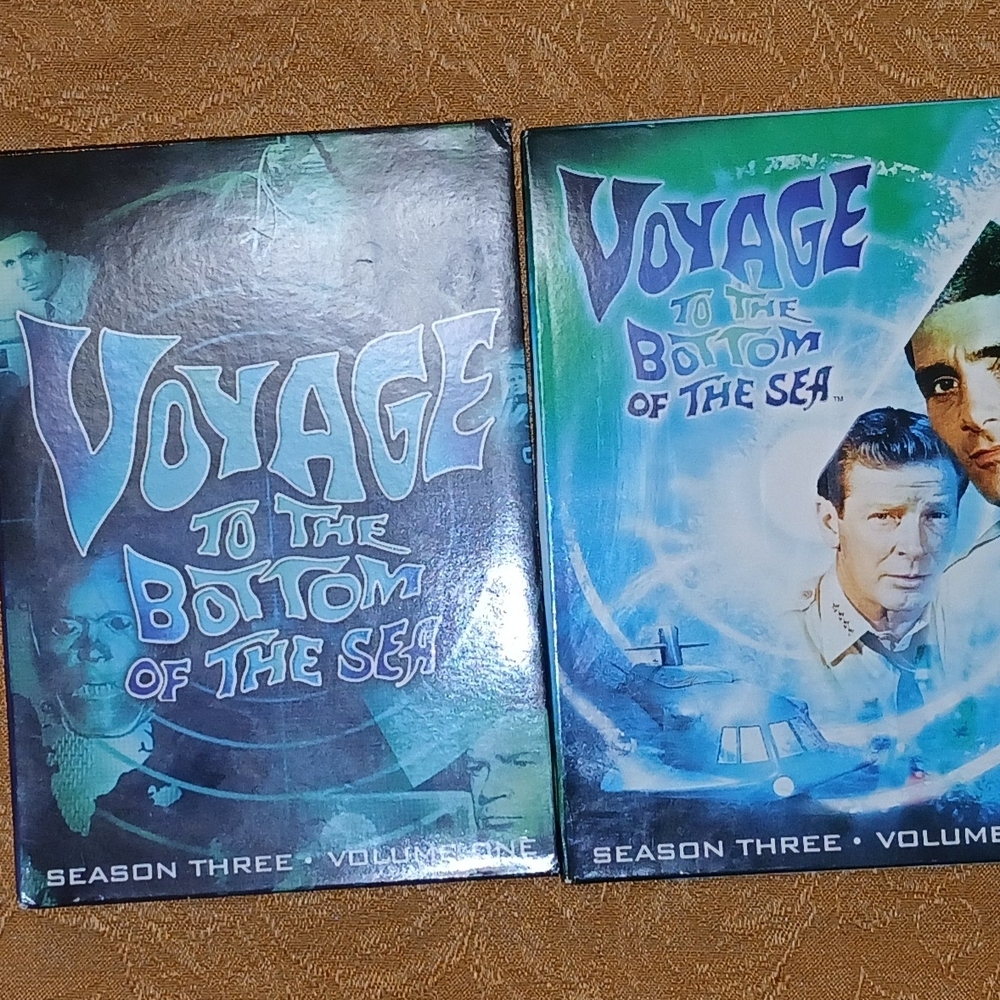 VOYAGE
TO THE
BOTTOM
OF THE SEA
SEASON THREE • VOLUME ONE
VOYAGE
TO THE
BOTTOM
OF THE SEA™
SEASON THREE • VOLUME